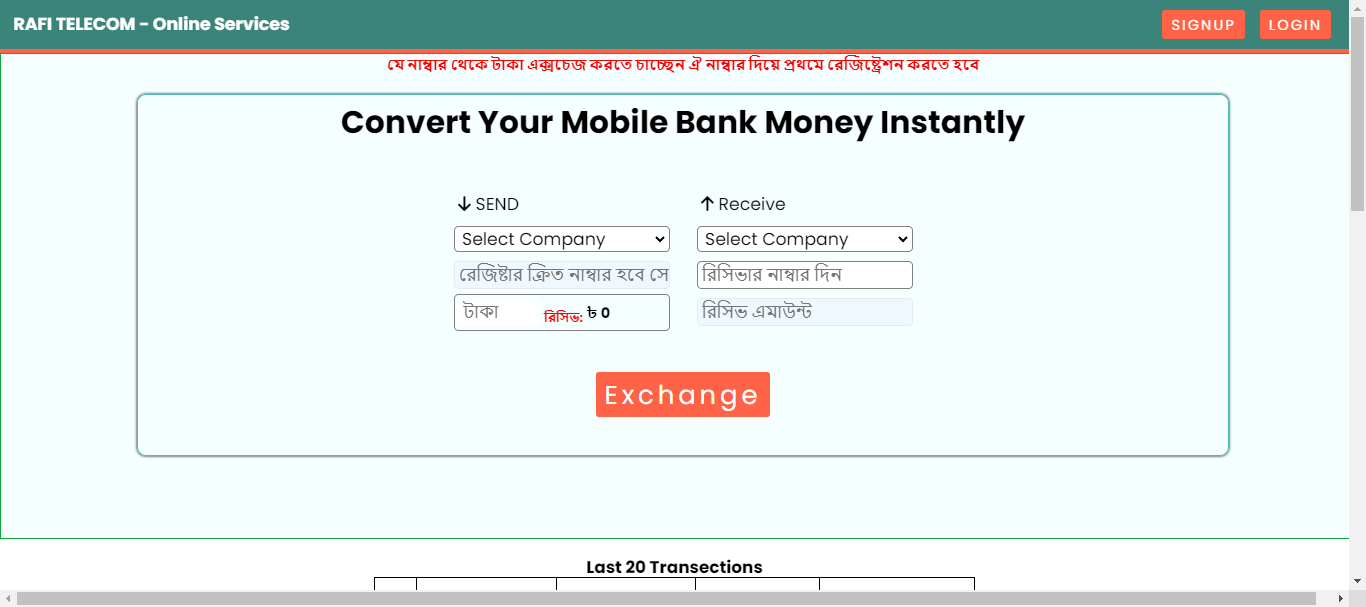 RAFI TELECOM - Online Services
SIGNUP
LOGIN
যে নাম্বার থেকে টাকা এক্সচেজ করতে চাচ্ছেন ঐ নাম্বার দিয়ে প্রথমে রেজিষ্ট্রেশন করতে হবে
Convert Your Mobile Bank Money Instantly
SEND
Receive
Select Company
Select Company
রেজিষ্টার ক্রিত নাম্বার হবে সে
রিসিভার নাম্বার দিন
টাকা
রিসিভ: ৳ 0
রিসিভ এমাউন্ট
Exchange
Last 20 Transections